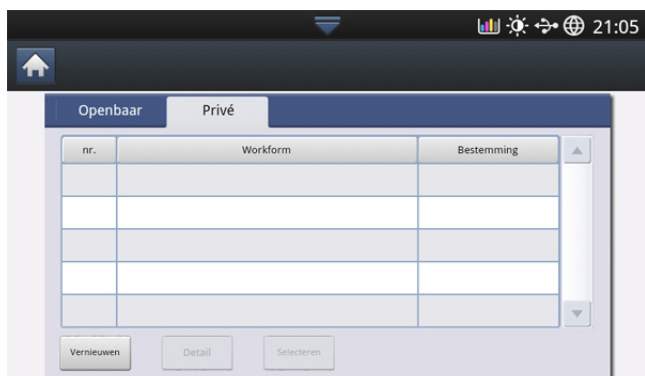 21:05
Openbaar Privé
nr. Workform Bestemming
Vernieuwen Detail Selecteren